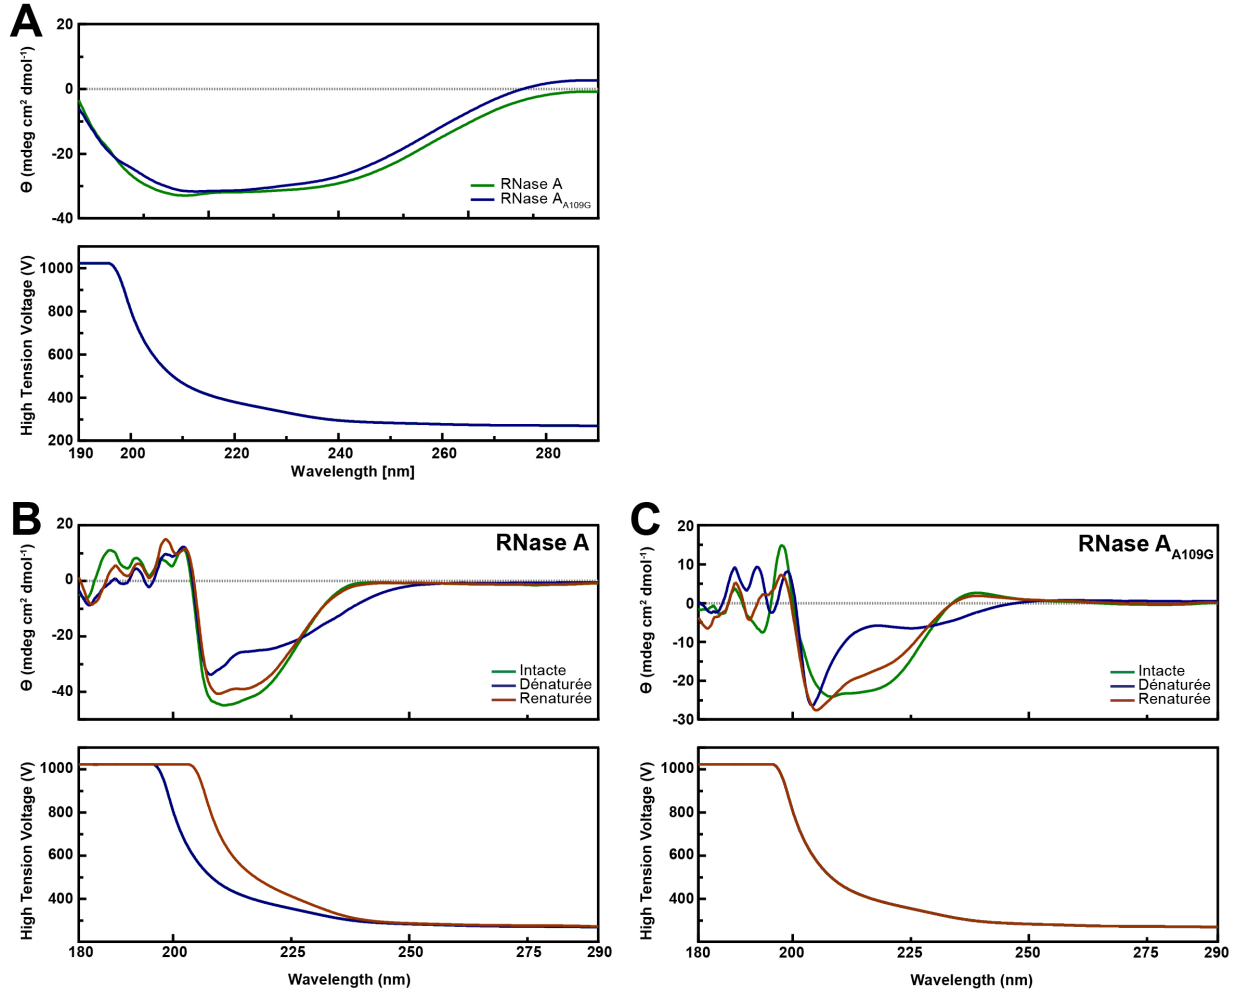 A
20
0
-20
-40
Θ (mdeg cm² dmol⁻¹)
RNase A
RNase A A109G
1000
800
600
400
200
High Tension Voltage (V)
190 200 220 240 260 280
Wavelength [nm]
B
20
0
-20
-40
Θ (mdeg cm² dmol⁻¹)
RNase A
Intacte
Dénaturée
Renaturée
1000
800
600
400
High Tension Voltage (V)
180 200 225 250 275 290
Wavelength (nm)
C
20
10
0
-10
-20
-30
Θ (mdeg cm² dmol⁻¹)
RNase A A109G
Intacte
Dénaturée
Renaturée
1000
800
600
400
High Tension Voltage (V)
180 200 225 250 275 290
Wavelength (nm)